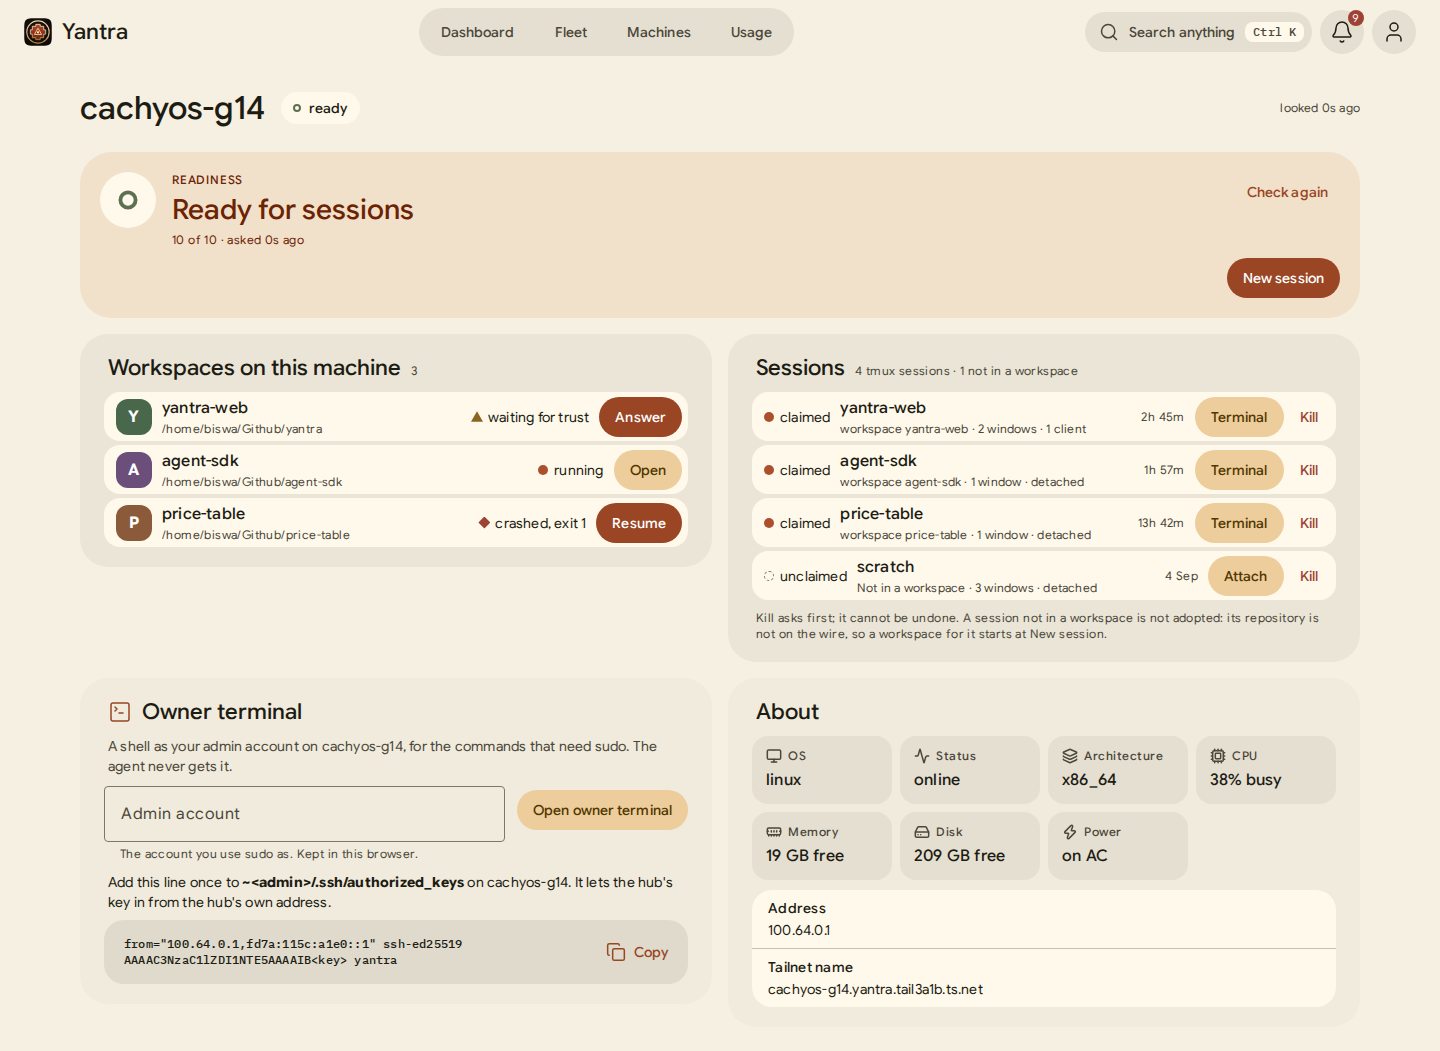 Yantra
Dashboard
Fleet
Machines
Usage
Search anything
Ctrl K
9
cachyos-g14
ready
looked 0s ago
READINESS
Ready for sessions
10 of 10 · asked 0s ago
Check again
New session
Workspaces on this machine 3
Y
yantra-web
/home/biswa/Github/yantra
waiting for trust
Answer
A
agent-sdk
/home/biswa/Github/agent-sdk
running
Open
P
price-table
/home/biswa/Github/price-table
crashed, exit 1
Resume
Sessions 4 tmux sessions · 1 not in a workspace
claimed
yantra-web
workspace yantra-web · 2 windows · 1 client
2h 45m
Terminal
Kill
claimed
agent-sdk
workspace agent-sdk · 1 window · detached
1h 57m
Terminal
Kill
claimed
price-table
workspace price-table · 1 window · detached
13h 42m
Terminal
Kill
unclaimed
scratch
Not in a workspace · 3 windows · detached
4 Sep
Attach
Kill
Kill asks first; it cannot be undone. A session not in a workspace is not adopted: its repository is
not on the wire, so a workspace for it starts at New session.
Owner terminal
A shell as your admin account on cachyos-g14, for the commands that need sudo. The
agent never gets it.
Admin account
Open owner terminal
The account you use sudo as. Kept in this browser.
Add this line once to ~<admin>/.ssh/authorized_keys on cachyos-g14. It lets the hub's
key in from the hub's own address.
from="100.64.0.1,fd7a:115c:a1e0::1" ssh-ed25519
AAAAC3NzaC1lZDI1NTE5AAAAIB<key> yantra
Copy
About
OS
linux
Status
online
Architecture
x86_64
CPU
38% busy
Memory
19 GB free
Disk
209 GB free
Power
on AC
Address
100.64.0.1
Tailnet name
cachyos-g14.yantra.tail3a1b.ts.net